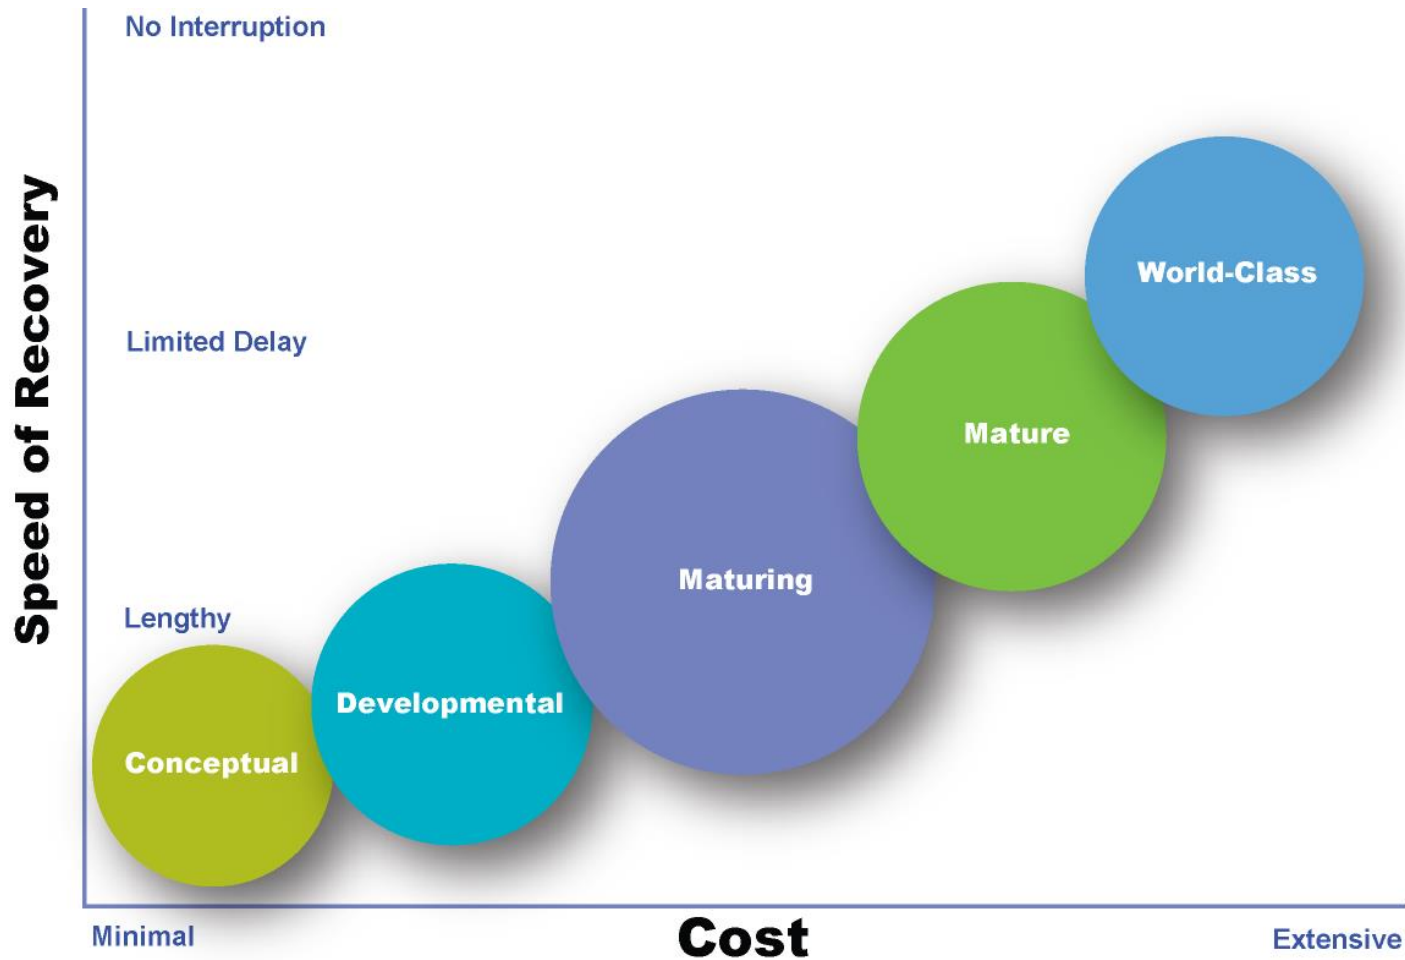 No Interruption
Speed of Recovery
World-Class
Limited Delay
Mature
Maturing
Lengthy
Developmental
Conceptual
Minimal
Cost
Extensive